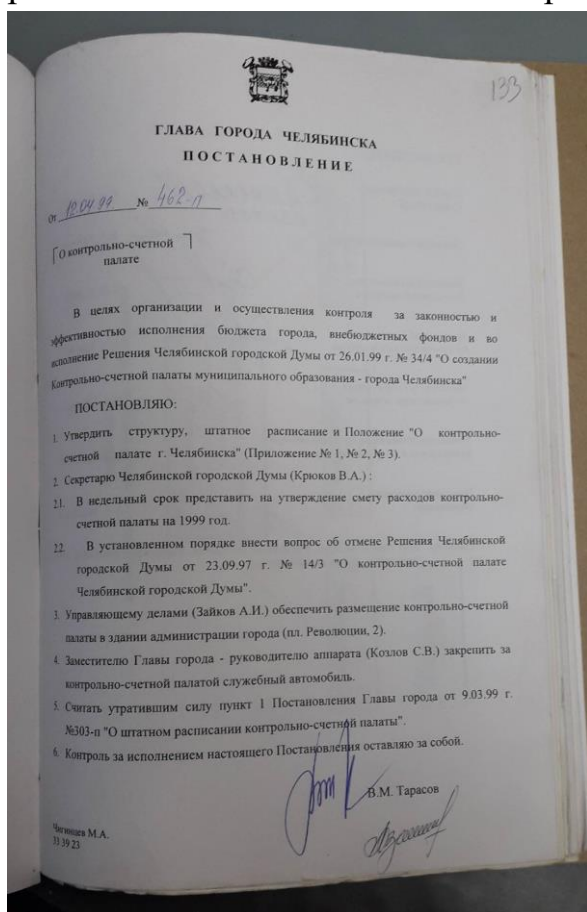 133
ГЛАВА ГОРОДА ЧЕЛЯБИНСКА
ПОСТАНОВЛЕНИЕ
от 12.04.99 № 462-п
О контрольно-счетной
палате
В целях организации и осуществления контроля за законностью и
эффективностью исполнения бюджета города, внебюджетных фондов и во
исполнение Решения Челябинской городской Думы от 26.01.99 г. № 34/4 "О создании
Контрольно-счетной палаты муниципального образования - города Челябинска"
ПОСТАНОВЛЯЮ:
1. Утвердить структуру, штатное расписание и Положение "О контрольно-
счетной палате г. Челябинска" (Приложение № 1, № 2, № 3).
2. Секретарю Челябинской городской Думы (Крюков В.А.) :
2.1. В недельный срок представить на утверждение смету расходов контрольно-
счетной палаты на 1999 год.
2.2. В установленном порядке внести вопрос об отмене Решения Челябинской
городской Думы от 23.09.97 г. № 14/3 "О контрольно-счетной палате
Челябинской городской Думы".
3. Управляющему делами (Зайков А.И.) обеспечить размещение контрольно-счетной
палаты в здании администрации города (пл. Революции, 2).
4. Заместителю Главы города - руководителю аппарата (Козлов С.В.) закрепить за
контрольно-счетной палатой служебный автомобиль.
5. Считать утратившим силу пункт 1 Постановления Главы города от 9.03.99 г.
№303-п "О штатном расписании контрольно-счетной палаты".
6. Контроль за исполнением настоящего Постановления оставляю за собой.
В.М. Тарасов
М.А.
33 39 23